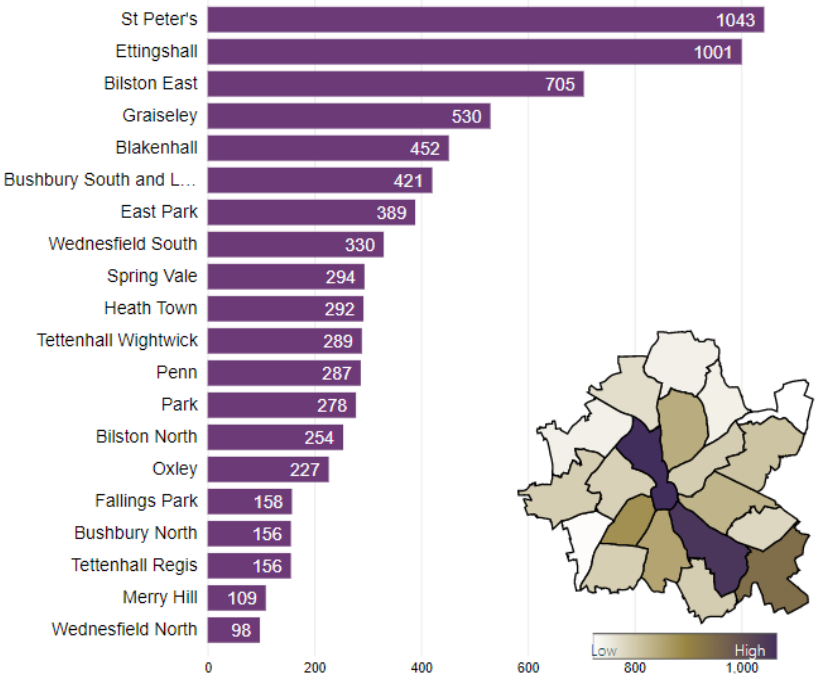 St Peter's 1043
Ettingshall 1001
Bilston East 705
Graiseley 530
Blakenhall 452
Bushbury South and L... 421
East Park 389
Wednesfield South 330
Spring Vale 294
Heath Town 292
Tettenhall Wightwick 289
Penn 287
Park 278
Bilston North 254
Oxley 227
Fallings Park 158
Bushbury North 156
Tettenhall Regis 156
Merry Hill 109
Wednesfield North 98
Low High
0 200 400 600 800 1,000